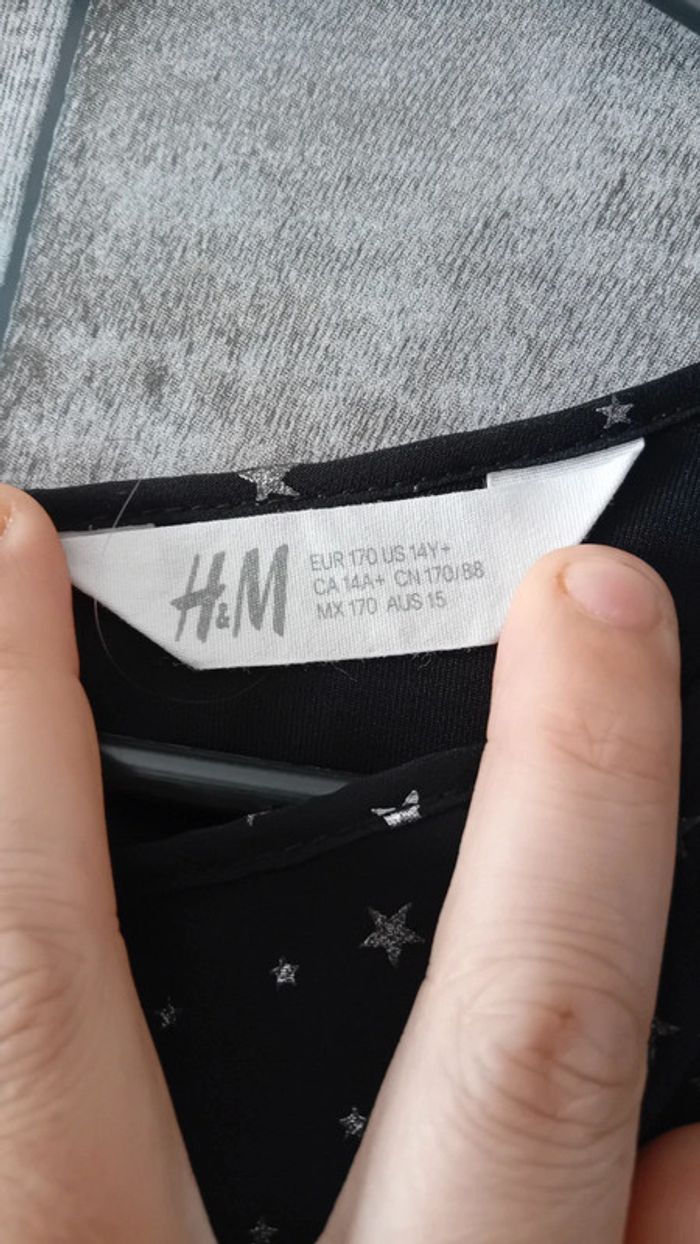 H&M
EUR 170 US 14Y+
CA 14A+ CN 170/88
MX 170 AUS 15